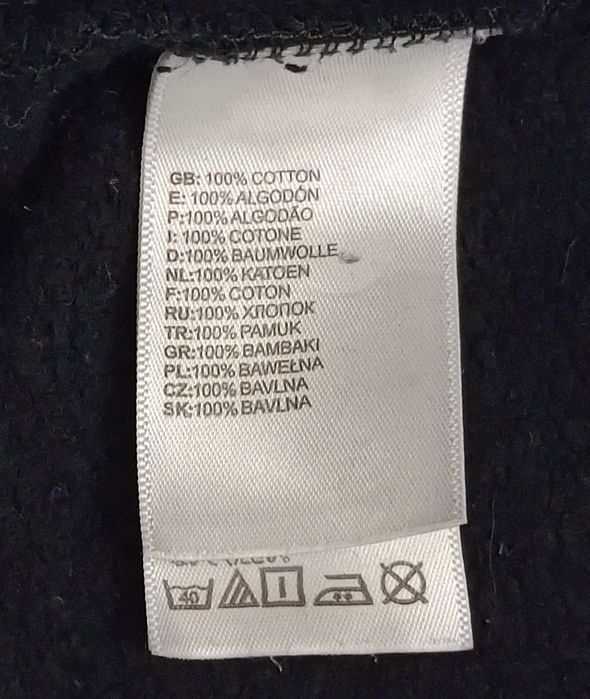 GB: 100% COTTON
E: 100% ALGODÓN
P:100% ALGODÃO
I: 100% COTONE
D:100% BAUMWOLLE
NL:100% KATOEN
F:100% COTON
RU:100% ХЛОПОК
TR:100% PAMUK
GR:100% BAMBAKI
PL:100% BAWEŁNA
CZ:100% BAVLNA
SK:100% BAVLNA
40